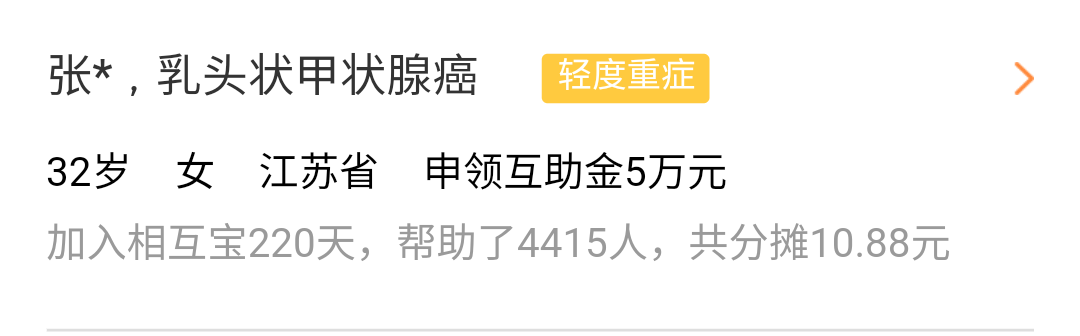 张*，乳头状甲状腺癌 轻度重症
32岁 女 江苏省 申领互助金5万元
加入相互宝220天，帮助了4415人，共分摊10.88元